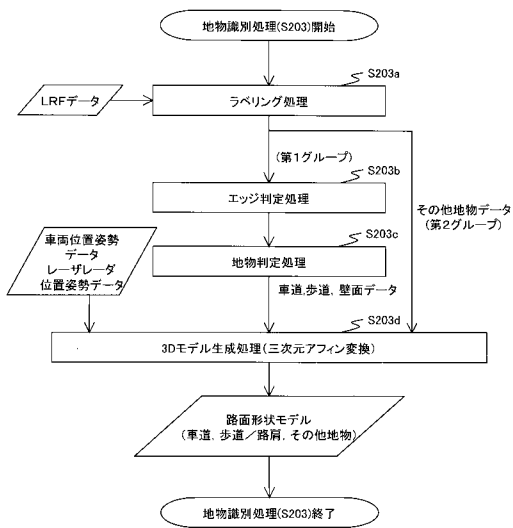 地物識別処理(S203)開始
S203a
LRFデータ
ラベリング処理
(第1グループ)
S203b
エッジ判定処理
その他地物データ
(第2グループ)
S203c
車両位置姿勢
データ
レーザレーダ
位置姿勢データ
地物判定処理
車道,歩道、壁面データ
S203d
3Dモデル生成処理(三次元アフィン変換)
路面形状モデル
(車道、歩道/路肩、その他地物)
地物識別処理(S203)終了